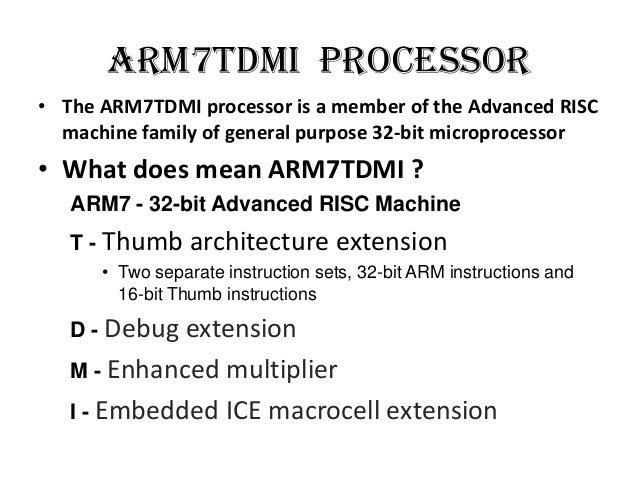 ARM7TDMI PROCESSOR
• The ARM7TDMI processor is a member of the Advanced RISC
machine family of general purpose 32-bit microprocessor
• What does mean ARM7TDMI ?
ARM7 - 32-bit Advanced RISC Machine
T - Thumb architecture extension
• Two separate instruction sets, 32-bit ARM instructions and
16-bit Thumb instructions
D - Debug extension
M - Enhanced multiplier
I - Embedded ICE macrocell extension